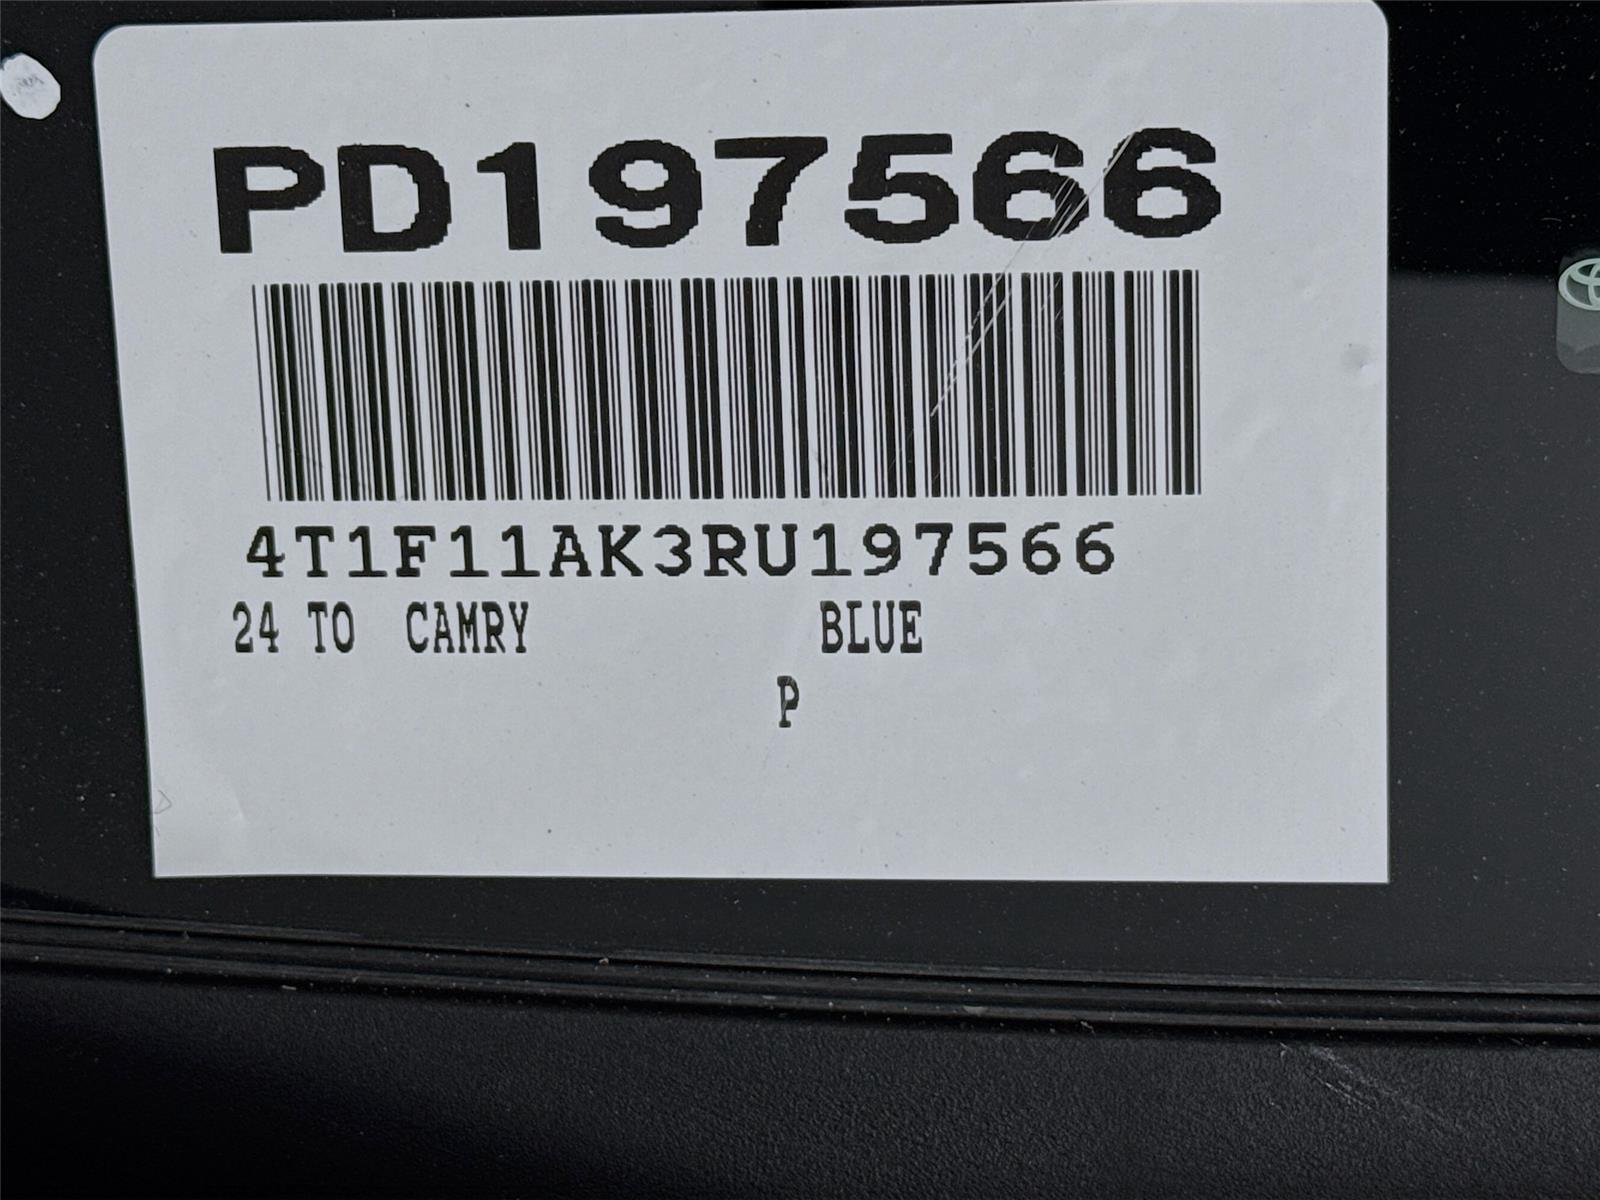 PD197566
4T1F11AK3RU197566
24 TO CAMRY BLUE
P